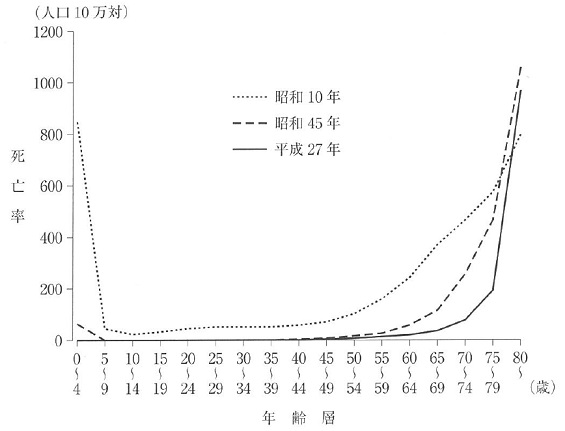 (人口10万対)
1200
1000
800
600
400
200
0
死亡率
昭和10年
昭和45年
平成27年
0 5 10 15 20 25 30 35 40 45 50 55 60 65 70 75 80
〜 〜 〜 〜 〜 〜 〜 〜 〜 〜 〜 〜 〜 〜 〜 〜 〜
4 9 14 19 24 29 34 39 44 49 54 59 64 69 74 79 (歳)
年齢層